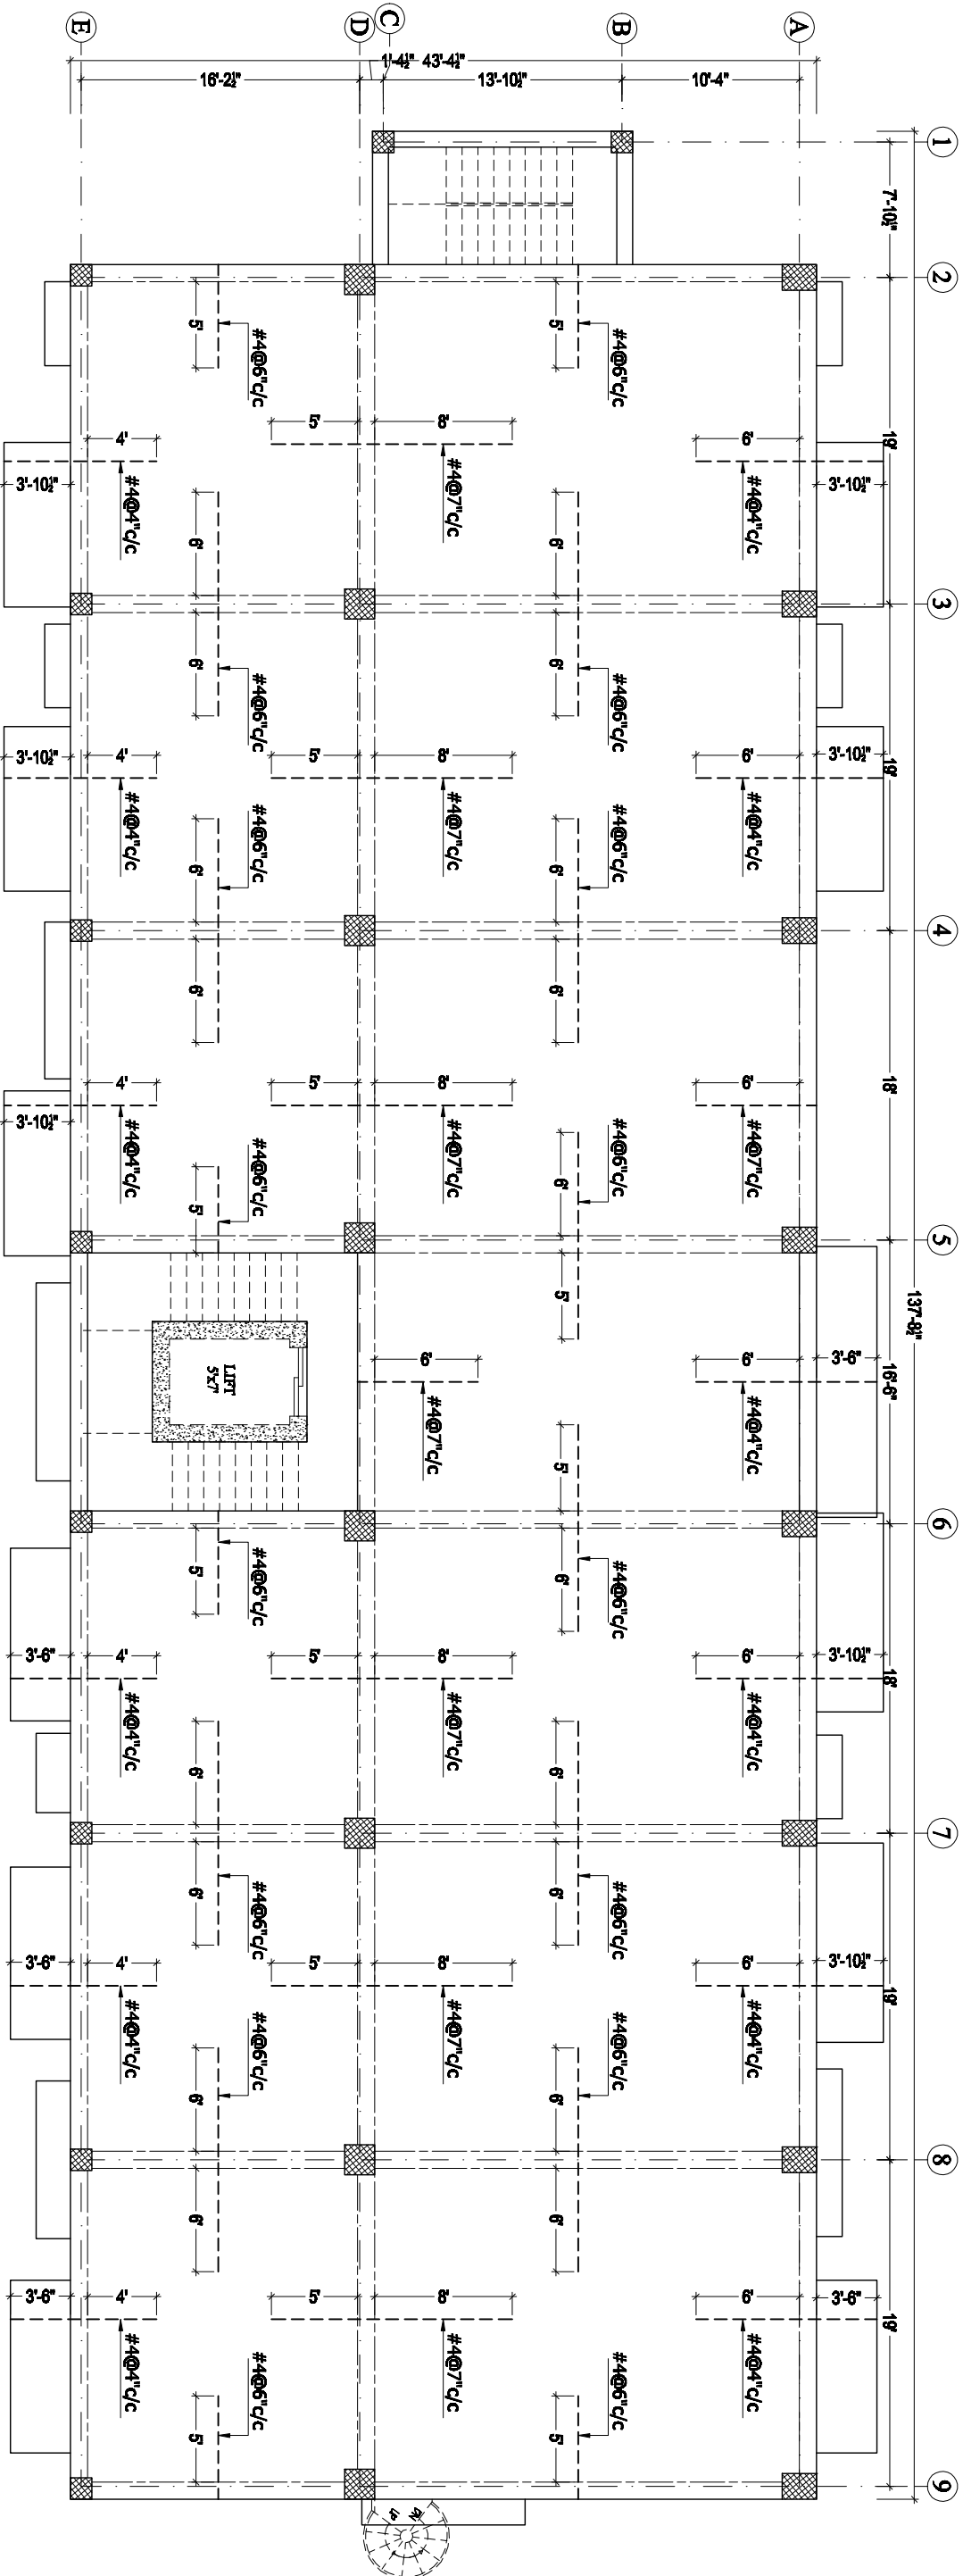 1 2 3 4 5 6 7 8 9
137'-8½"
7'-10½" 19' 19' 18' 16'-6" 18' 19' 19'
3'-10½" 3'-10½" 3'-6" 3'-10½" 3'-10½" 3'-6"
A
6' #4@4"c/c 6' #4@4"c/c 6' #4@7"c/c 6' #4@4"c/c 6' #4@4"c/c 6' #4@4"c/c 6' #4@4"c/c
10'-4"
B
#4@6"c/c #4@6"c/c #4@6"c/c #4@6"c/c #4@6"c/c #4@6"c/c #4@6"c/c #4@6"c/c
5' 6' 6' 6' 6' 6' 5' 5' 6' 6' 6' 6' 6' 5'
13'-10½"
8' #4@7"c/c 8' #4@7"c/c 8' #4@7"c/c 6' #4@7"c/c 8' #4@7"c/c 8' #4@7"c/c 8' #4@7"c/c
43'-4½"
DN
UP
C
1'-4½"
D
5' 5' 5' 5' 5' 5'
#4@6"c/c #4@6"c/c #4@6"c/c #4@6"c/c #4@6"c/c #4@6"c/c #4@6"c/c #4@6"c/c
LIFT
5'x7'
16'-2½"
5' 6' 6' 6' 6' 5' 5' 6' 6' 6' 6' 5'
4' #4@4"c/c 4' #4@4"c/c 4' #4@4"c/c 4' #4@4"c/c 4' #4@4"c/c 4' #4@4"c/c
E
3'-10½" 3'-10½" 3'-10½" 3'-6" 3'-6" 3'-6"